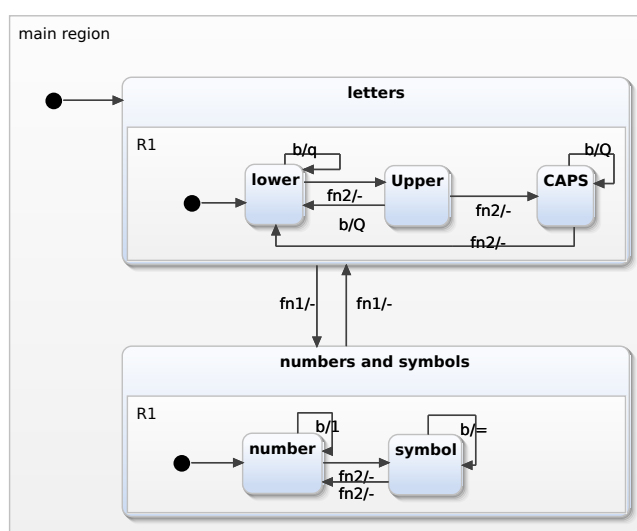 main region
letters
R1
b/q
b/Q
lower
Upper
CAPS
fn2/-
fn2/-
b/Q
fn2/-
fn1/-
fn1/-
numbers and symbols
R1
b/1
b/=
number
symbol
fn2/-
fn2/-